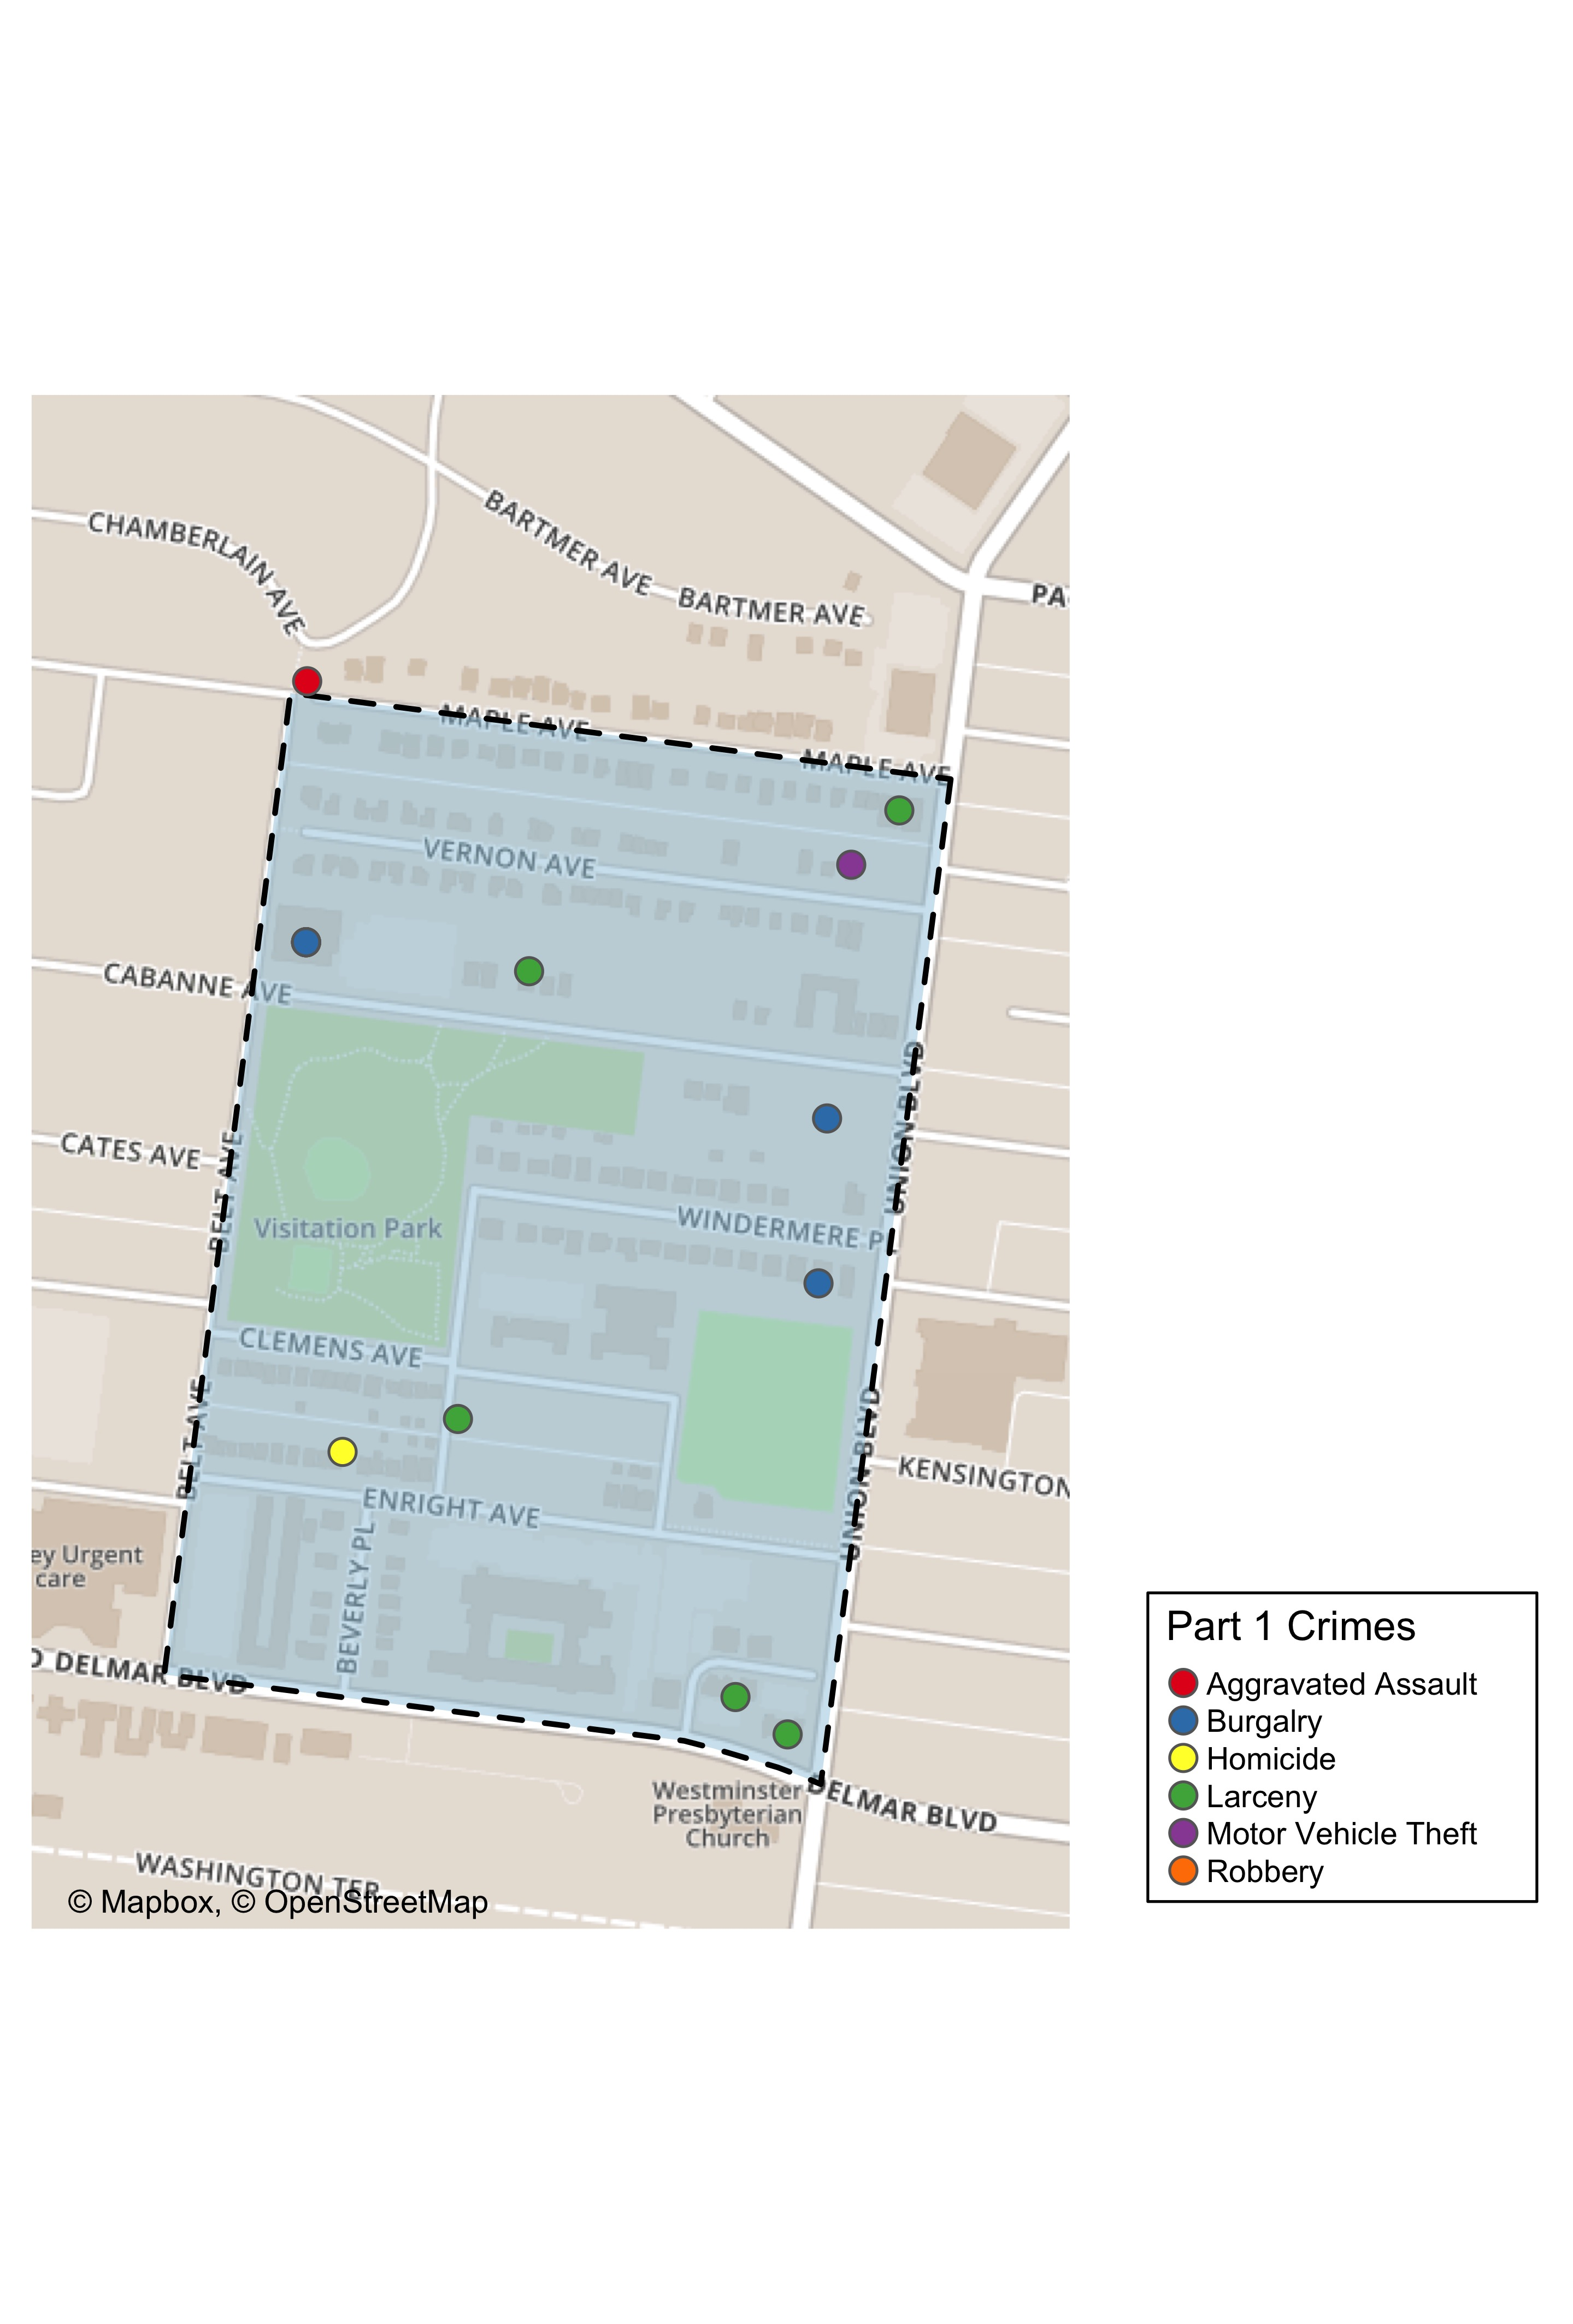 CHAMBERLAIN AVE
BARTMER AVE
BARTMER AVE
MAPLE AVE
MAPLE AVE
VERNON AVE
CABANNE AVE
UNION BLVD
CATES AVE
BELT AVE
Visitation Park
WINDERMERE
CLEMENS AVE
BELT AVE
UNION BLVD
KENSINGTON
ENRIGHT AVE
BEVERLY PL
ey Urgent
care
DELMAR BLVD
Westminster
Presbyterian
Church
DELMAR BLVD
WASHINGTON TER
© Mapbox, © OpenStreetMap
Part 1 Crimes
Aggravated Assault
Burgalry
Homicide
Larceny
Motor Vehicle Theft
Robbery